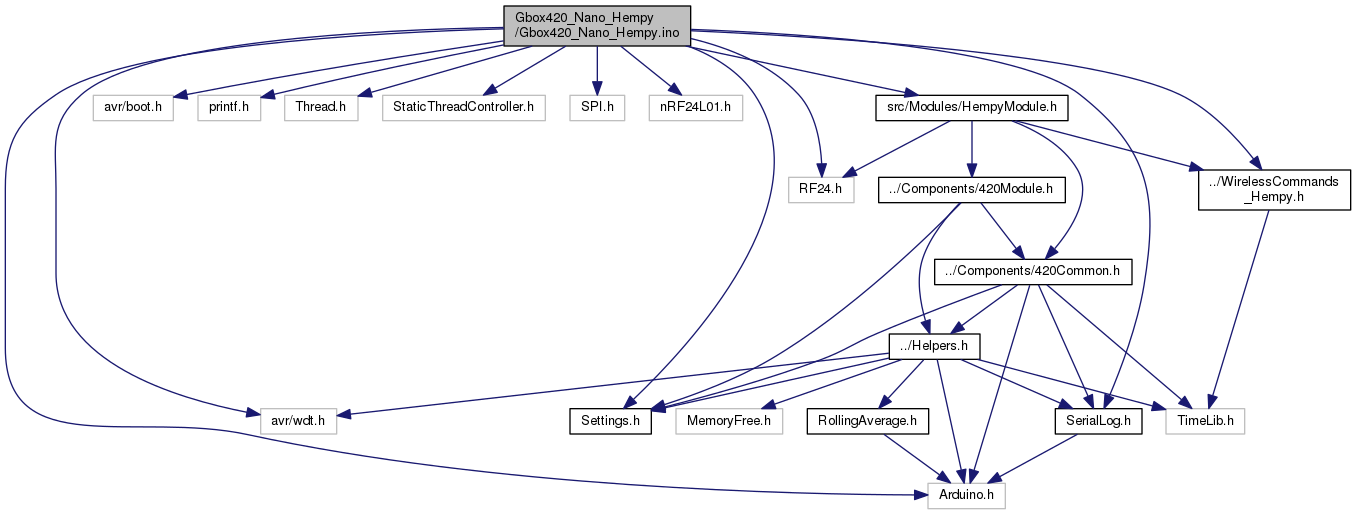 Gbox420_Nano_Hempy
/Gbox420_Nano_Hempy.ino
avr/boot.h
printf.h
Thread.h
StaticThreadController.h
SPI.h
nRF24L01.h
src/Modules/HempyModule.h
RF24.h
../Components/420Module.h
../WirelessCommands
_Hempy.h
../Components/420Common.h
../Helpers.h
avr/wdt.h
Settings.h
MemoryFree.h
RollingAverage.h
SerialLog.h
TimeLib.h
Arduino.h